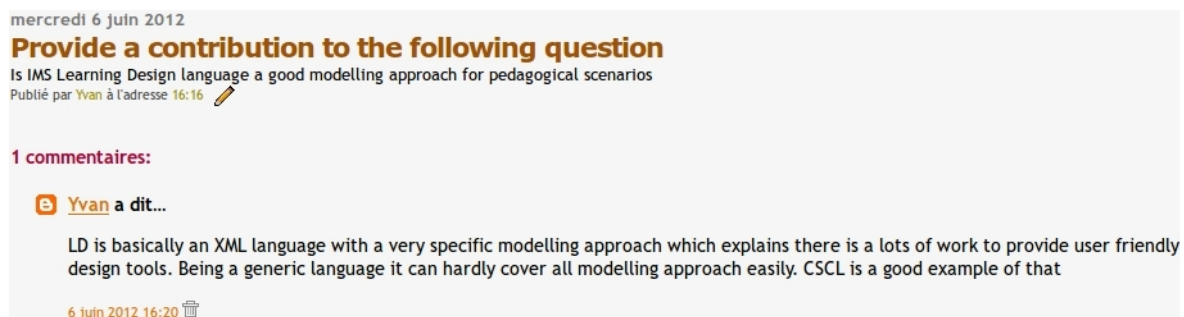 mercredi 6 juin 2012
Provide a contribution to the following question
Is IMS Learning Design language a good modelling approach for pedagogical scenarios
Publié par Yvan à l'adresse 16:16
1 commentaires:
Yvan a dit…
LD is basically an XML language with a very specific modelling approach which explains there is a lots of work to provide user friendly
design tools. Being a generic language it can hardly cover all modelling approach easily. CSCL is a good example of that
6 juin 2012 16:20